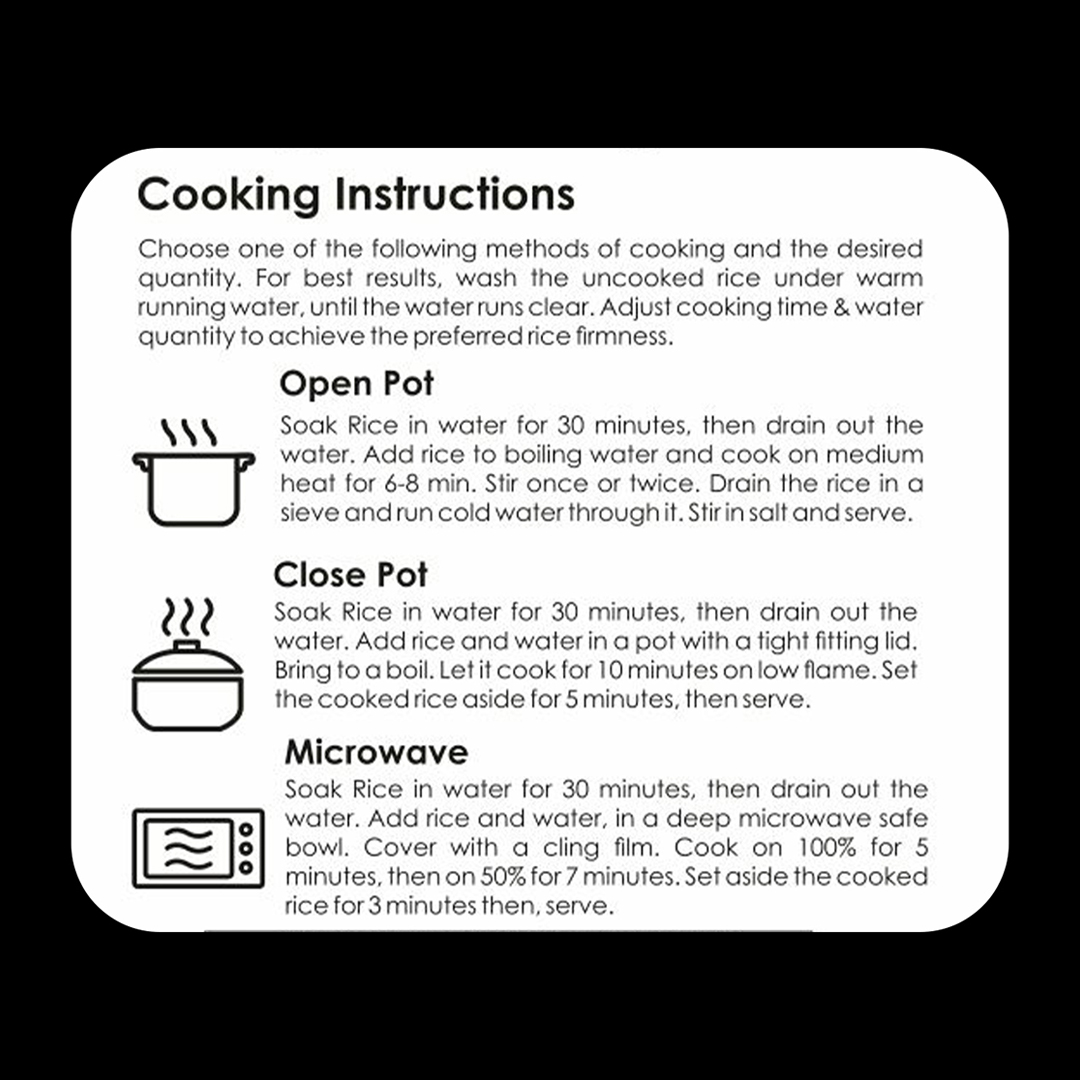 Cooking Instructions
Choose one of the following methods of cooking and the desired
quantity. For best results, wash the uncooked rice under warm
running water, until the water runs clear. Adjust cooking time & water
quantity to achieve the preferred rice firmness.
Open Pot
Soak Rice in water for 30 minutes, then drain out the
water. Add rice to boiling water and cook on medium
heat for 6-8 min. Stir once or twice. Drain the rice in a
sieve and run cold water through it. Stir in salt and serve.
Close Pot
Soak Rice in water for 30 minutes, then drain out the
water. Add rice and water in a pot with a tight fitting lid.
Bring to a boil. Let it cook for 10 minutes on low flame. Set
the cooked rice aside for 5 minutes, then serve.
Microwave
Soak Rice in water for 30 minutes, then drain out the
water. Add rice and water, in a deep microwave safe
bowl. Cover with a cling film. Cook on 100% for 5
minutes, then on 50% for 7 minutes. Set aside the cooked
rice for 3 minutes then, serve.